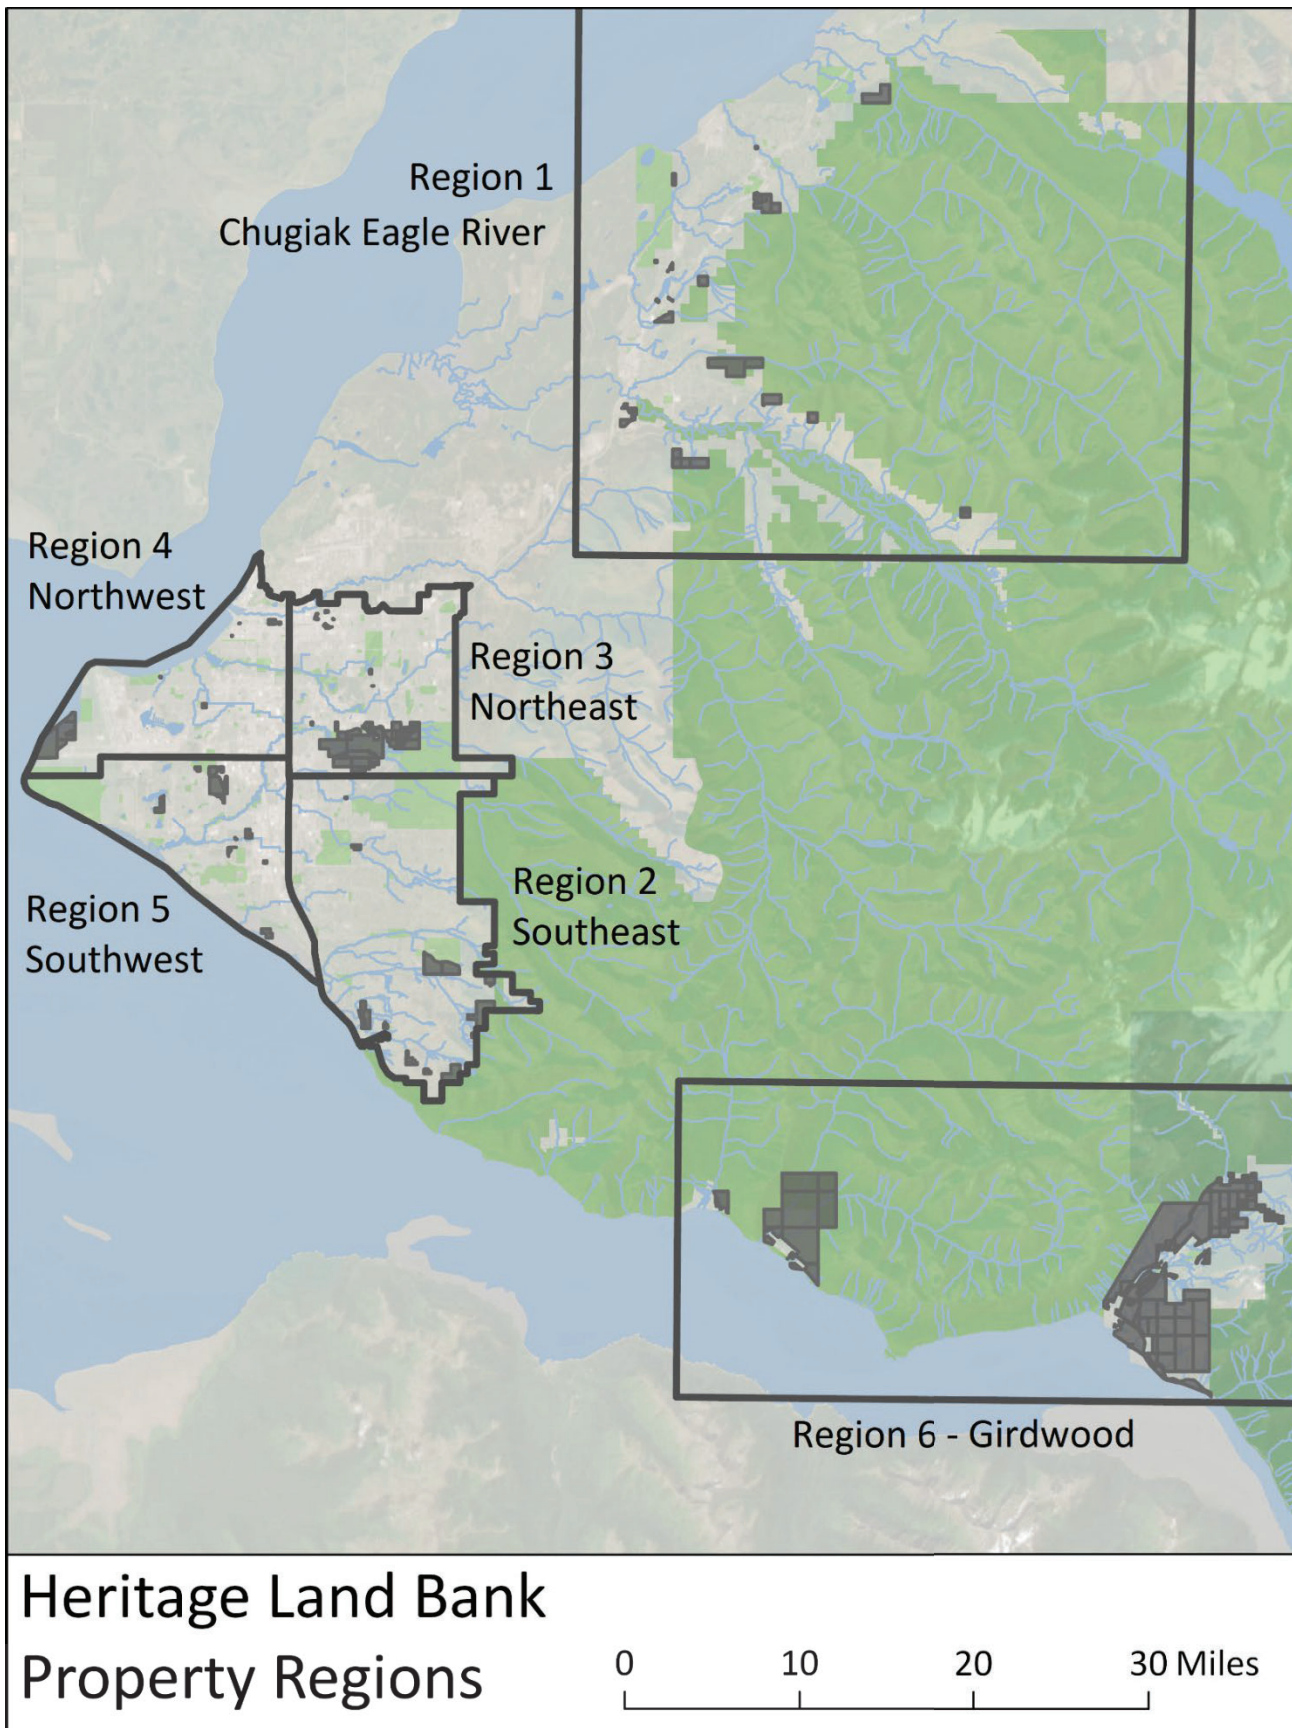 Region 1
Chugiak Eagle River
Region 4
Northwest
Region 3
Northeast
Region 2
Southeast
Region 5
Southwest
Region 6 - Girdwood
Heritage Land Bank
Property Regions
0 10 20 30 Miles